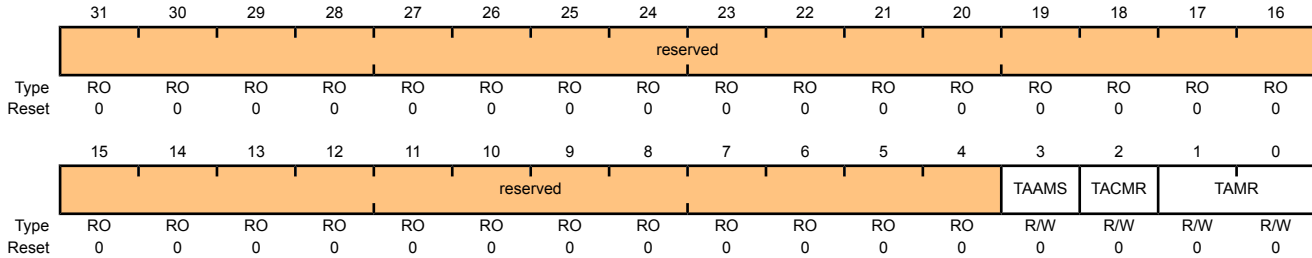 31 30 29 28 27 26 25 24 23 22 21 20 19 18 17 16
reserved
Type RO RO RO RO RO RO RO RO RO RO RO RO RO RO RO RO
Reset 0 0 0 0 0 0 0 0 0 0 0 0 0 0 0 0
15 14 13 12 11 10 9 8 7 6 5 4 3 2 1 0
reserved TAAMS TACMR TAMR
Type RO RO RO RO RO RO RO RO RO RO RO RO R/W R/W R/W R/W
Reset 0 0 0 0 0 0 0 0 0 0 0 0 0 0 0 0